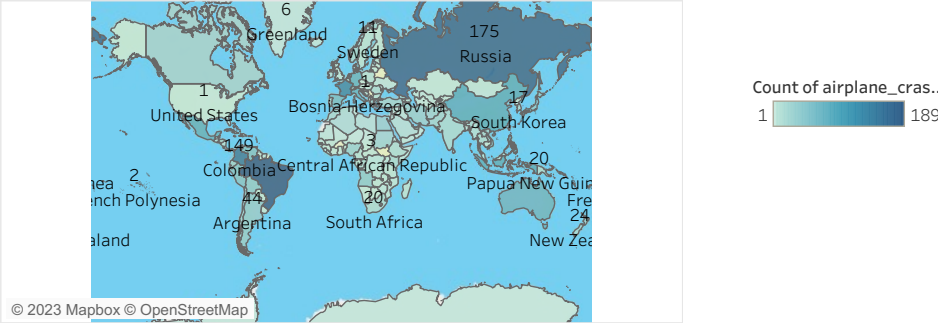 6
Greenland
11
Sweden
175
Russia
1
United States
1
Bosnia-Herzegovina
17
South Korea
149
Colombia
3
Central African Republic
20
Papua New Guin
2
ea
ench Polynesia
44
Argentina
20
South Africa
Fre
24
aland
New Zea
© 2023 Mapbox © OpenStreetMap
Count of airplane_cras..
1
189